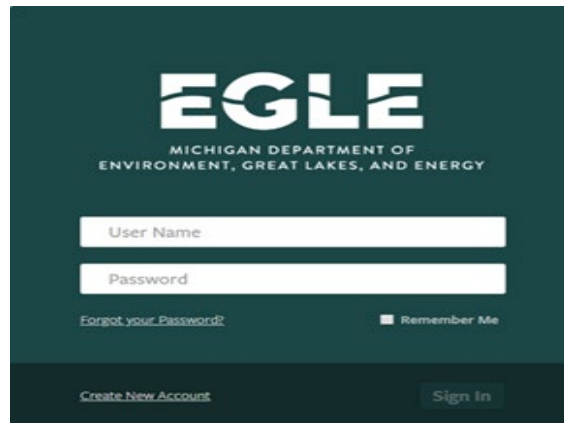 EGLE
MICHIGAN DEPARTMENT OF
ENVIRONMENT, GREAT LAKES, AND ENERGY
User Name
Password
Forgot your Password?
Remember Me
Create New Account
Sign In